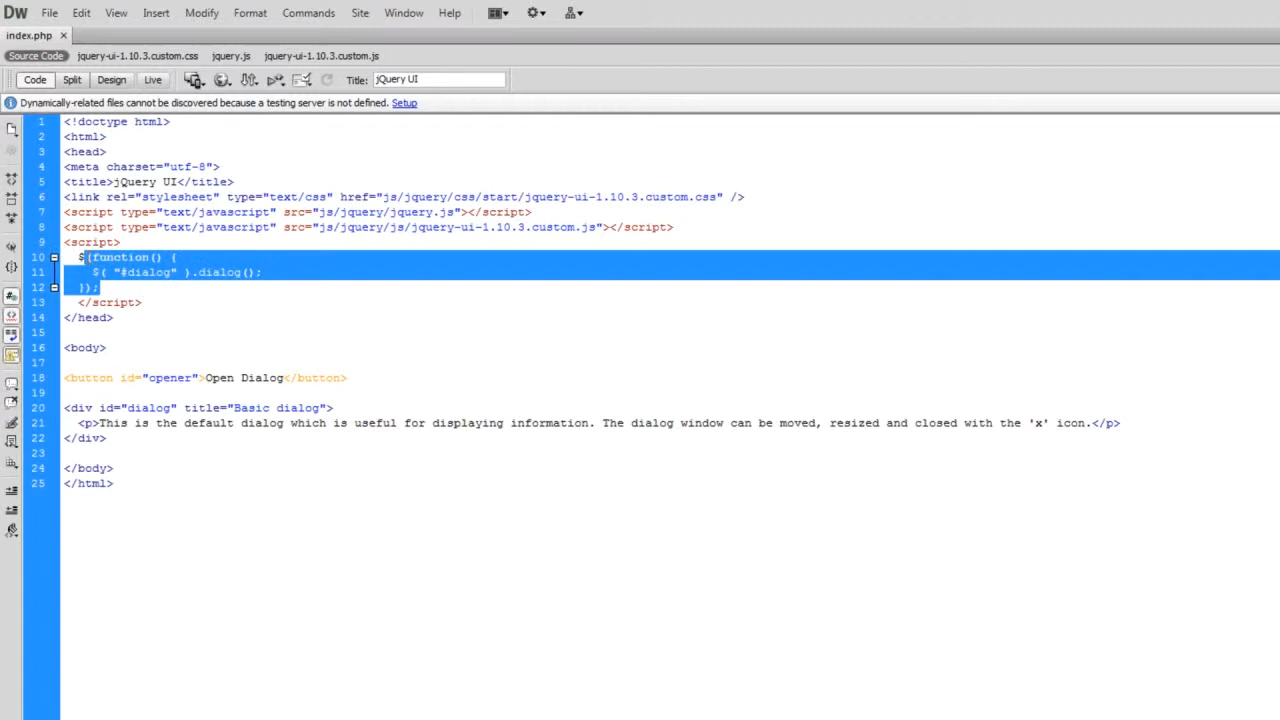 DW File Edit View Insert Modify Format Commands Site Window Help
index.php ×
Source Code jquery-ui-1.10.3.custom.css jquery.js jquery-ui-1.10.3.custom.js
Code Split Design Live Title: jQuery UI
Dynamically-related files cannot be discovered because a testing server is not defined. Setup
1 <!doctype html>
2 <html>
3 <head>
4 <meta charset="utf-8">
5 <title>jQuery UI</title>
6 <link rel="stylesheet" type="text/css" href="js/jquery/css/start/jquery-ui-1.10.3.custom.css" />
7 <script type="text/javascript" src="js/jquery/jquery.js"></script>
8 <script type="text/javascript" src="js/jquery/js/jquery-ui-1.10.3.custom.js"></script>
9 <script>
10 $(function() {
11 $( "#dialog" ).dialog();
12 });
13 </script>
14 </head>
15
16 <body>
17
18 <button id="opener">Open Dialog</button>
19
20 <div id="dialog" title="Basic dialog">
21 <p>This is the default dialog which is useful for displaying information. The dialog window can be moved, resized and closed with the 'x' icon.</p>
22 </div>
23
24 </body>
25 </html>